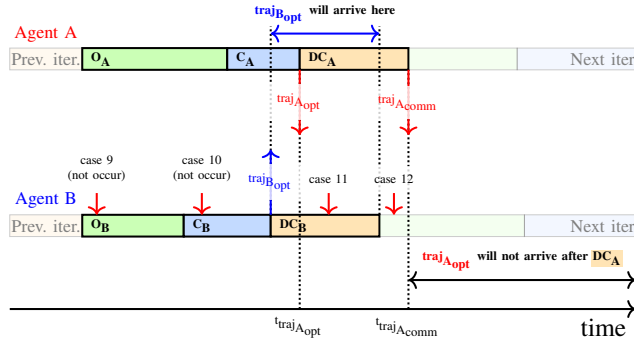 traj_B_opt will arrive here
Agent A
Prev. iter.
O_A
C_A
DC_A
Next iter
traj_A_opt
traj_A_comm
case 9
(not occur)
case 10
(not occur)
traj_B_opt
case 11
case 12
Agent B
Prev. iter.
O_B
C_B
DC_B
Next iter
traj_A_opt will not arrive after DC_A
t_traj_A_opt
t_traj_A_comm
time